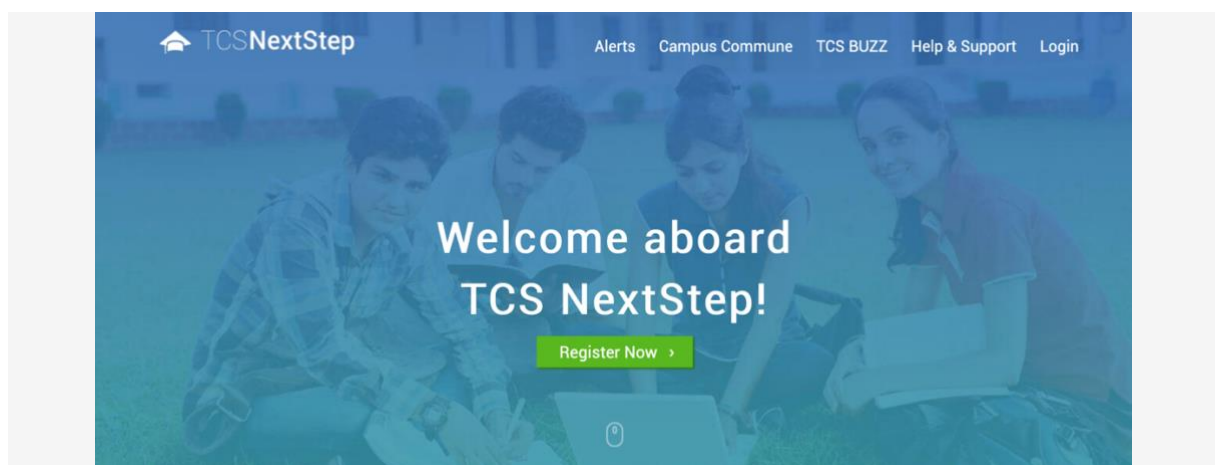 TCSNextStep
Alerts Campus Commune TCS BUZZ Help & Support Login
Welcome aboard
TCS NextStep!
Register Now ›